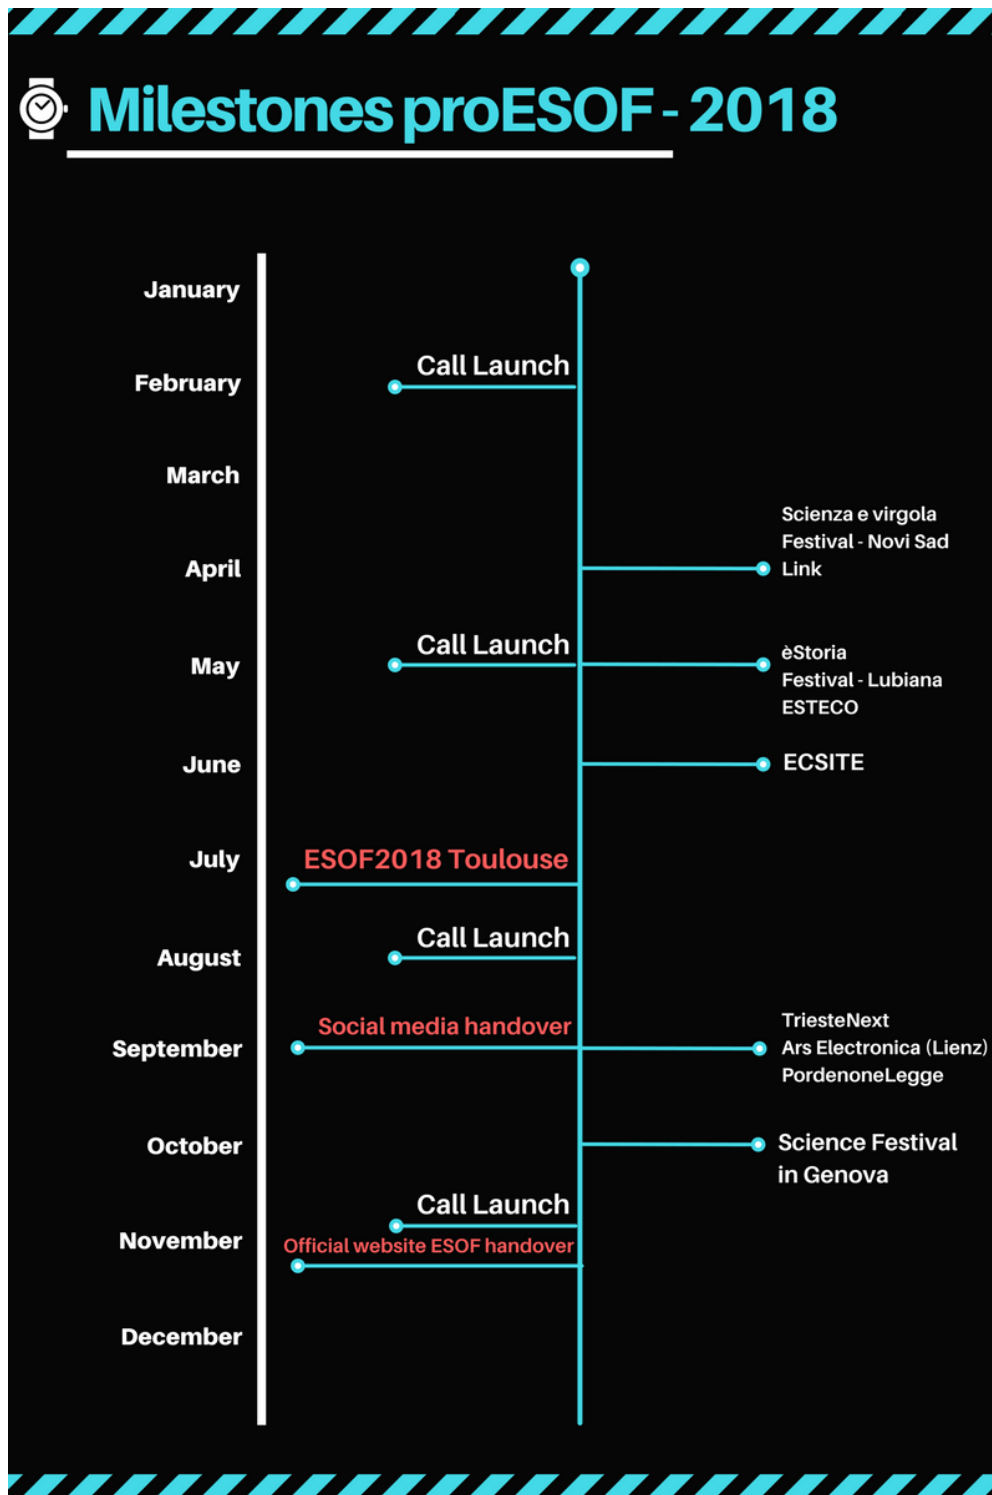 Milestones proESOF - 2018
January
Call Launch
February
March
Scienza e virgola
Festival - Novi Sad
April
Link
Call Launch
May
èStoria
Festival - Lubiana
ESTECO
June
ECSITE
July
ESOF2018 Toulouse
Call Launch
August
Social media handover
September
TriesteNext
Ars Electronica (Lienz)
PordenoneLegge
October
Science Festival
in Genova
Call Launch
November
Official website ESOF handover
December